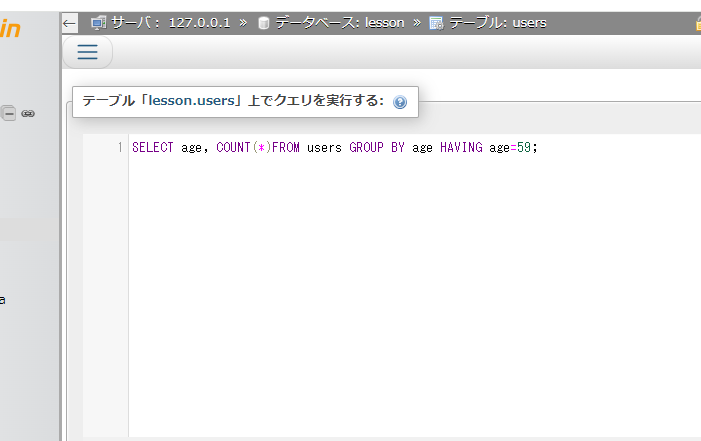 in
← サーバ: 127.0.0.1 » データベース: lesson » テーブル: users
テーブル「lesson.users」上でクエリを実行する:
1 SELECT age, COUNT(*)FROM users GROUP BY age HAVING age=59;
a